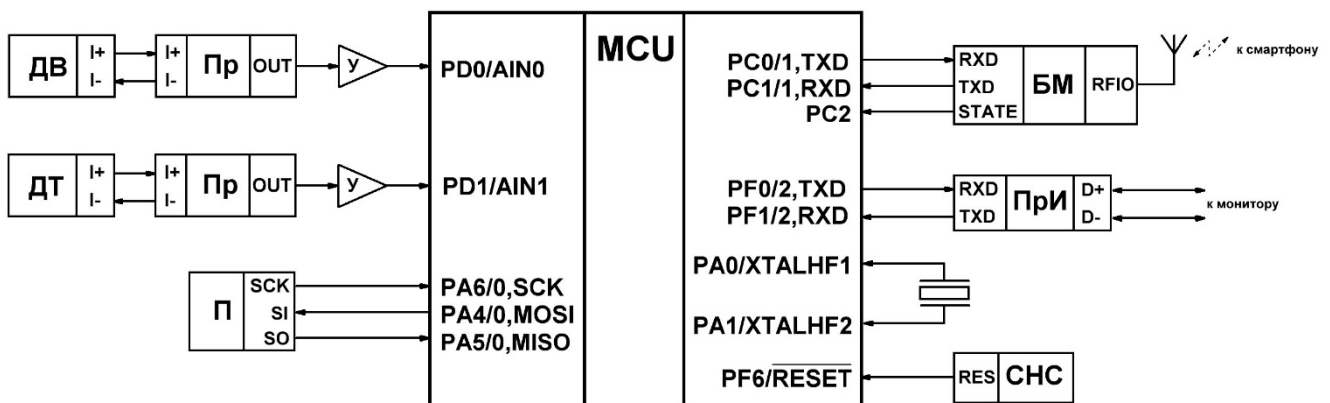 ДВ I+ I- I+ I- Пр OUT У PD0/AIN0
ДТ I+ I- I+ I- Пр OUT У PD1/AIN1
П SCK SI SO
PA6/0,SCK
PA4/0,MOSI
PA5/0,MISO
MCU
PC0/1,TXD
PC1/1,RXD
PC2
RXD
TXD
STATE
БМ
RFIO
к смартфону
PF0/2,TXD
PF1/2,RXD
RXD
TXD
ПрИ
D+
D-
к монитору
PA0/XTALHF1
PA1/XTALHF2
PF6/RESET
RES СНС